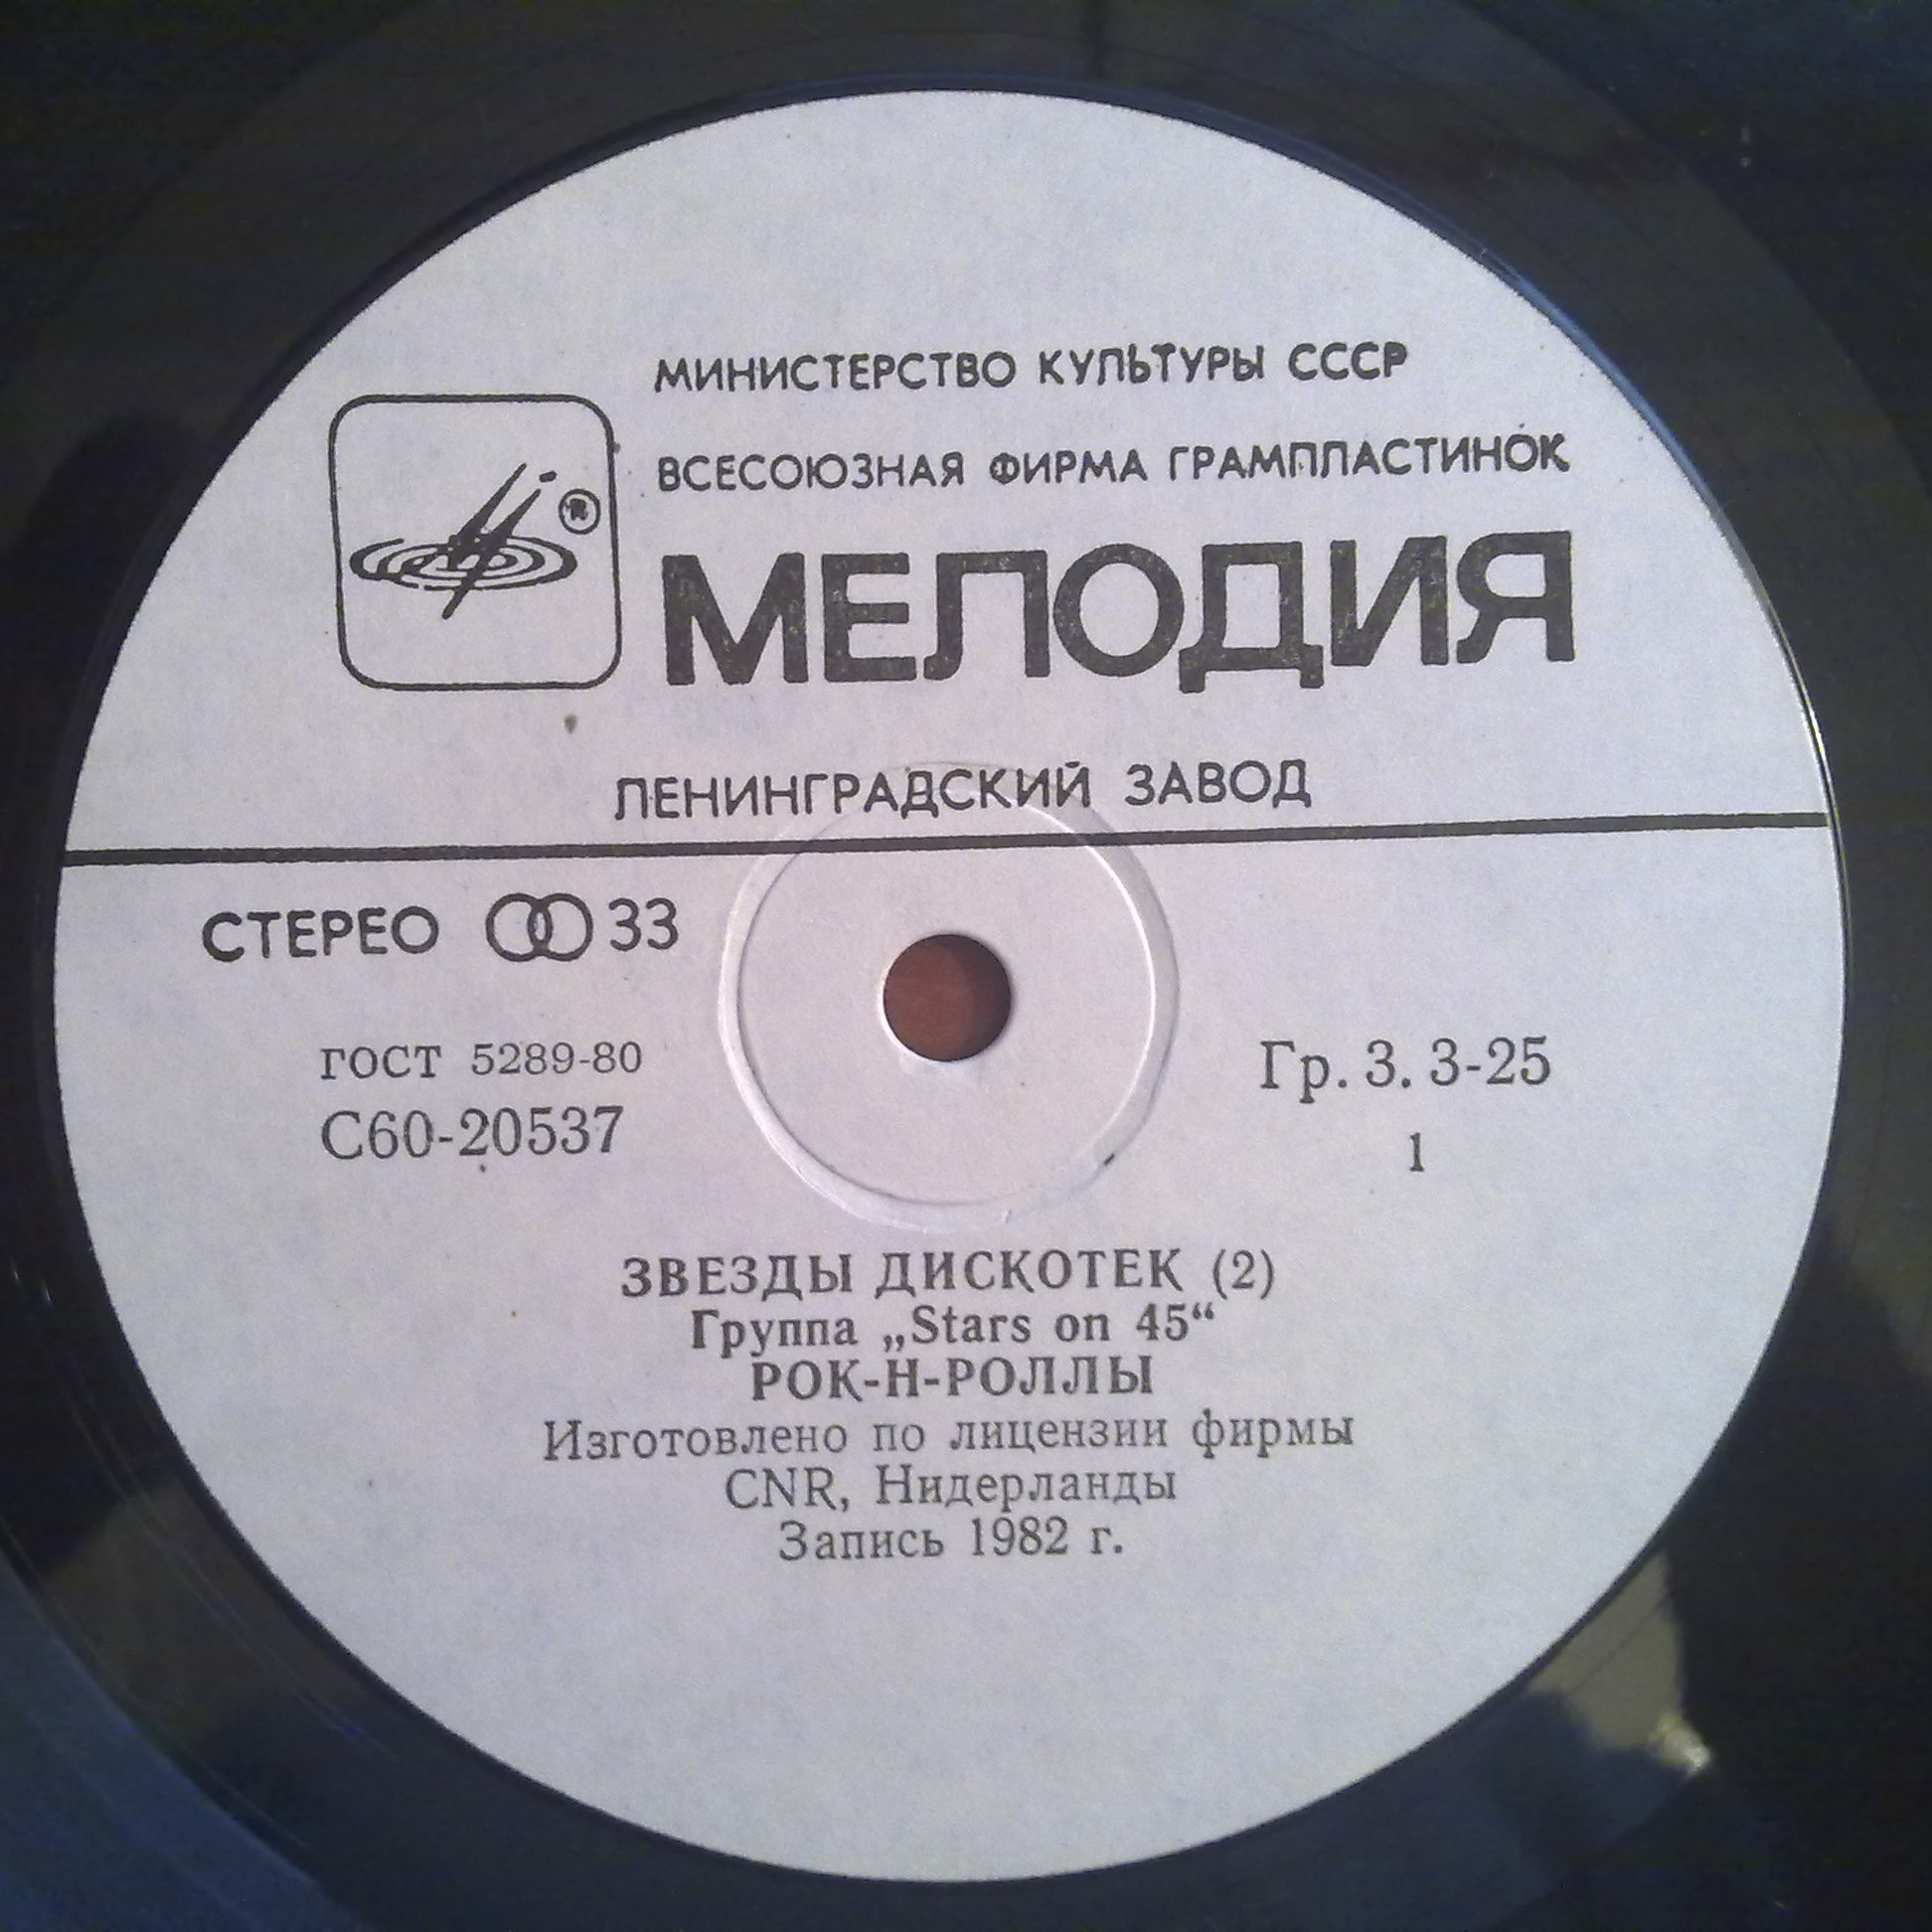 МИНИСТЕРСТВО КУЛЬТУРЫ СССР
ВСЕСОЮЗНАЯ ФИРМА ГРАМПЛАСТИНОК
®
МЕЛОДИЯ
ЛЕНИНГРАДСКИЙ ЗАВОД
СТЕРЕО 33
ГОСТ 5289-80
Гр. 3. 3-25
С60-20537
1
ЗВЕЗДЫ ДИСКОТЕК (2)
Группа „Stars on 45“
РОК-Н-РОЛЛЫ
Изготовлено по лицензии фирмы
CNR, Нидерланды
Запись 1982 г.